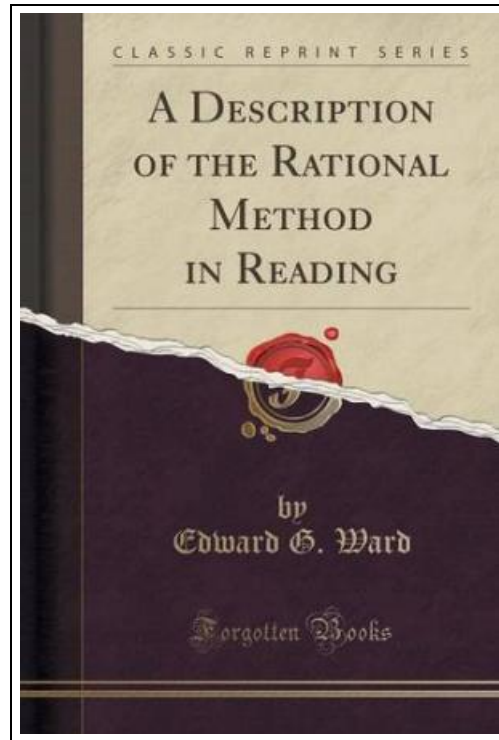 CLASSIC REPRINT SERIES
A DESCRIPTION
OF THE RATIONAL
METHOD
IN READING
F
by
Edward G. Ward
Forgotten Books